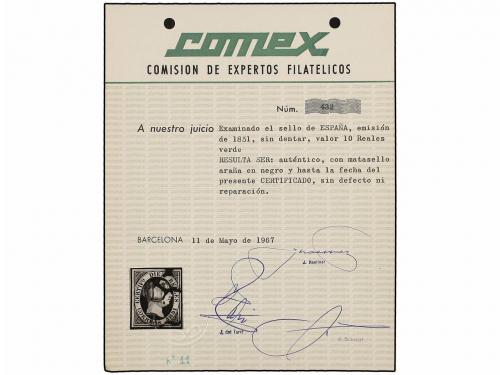 comex
COMISION DE EXPERTOS FILATELICOS
Núm. 432
A nuestro juicio Examinado el sello de ESPAÑA, emisión
de 1851, sin dentar, valor 10 Reales
verde
RESULTA SER: auténtico, con matasello
araña en negro y hasta la fecha del
presente CERTIFICADO, sin defecto ni
reparación.
BARCELONA 11 de Mayo de 1967
nº 11